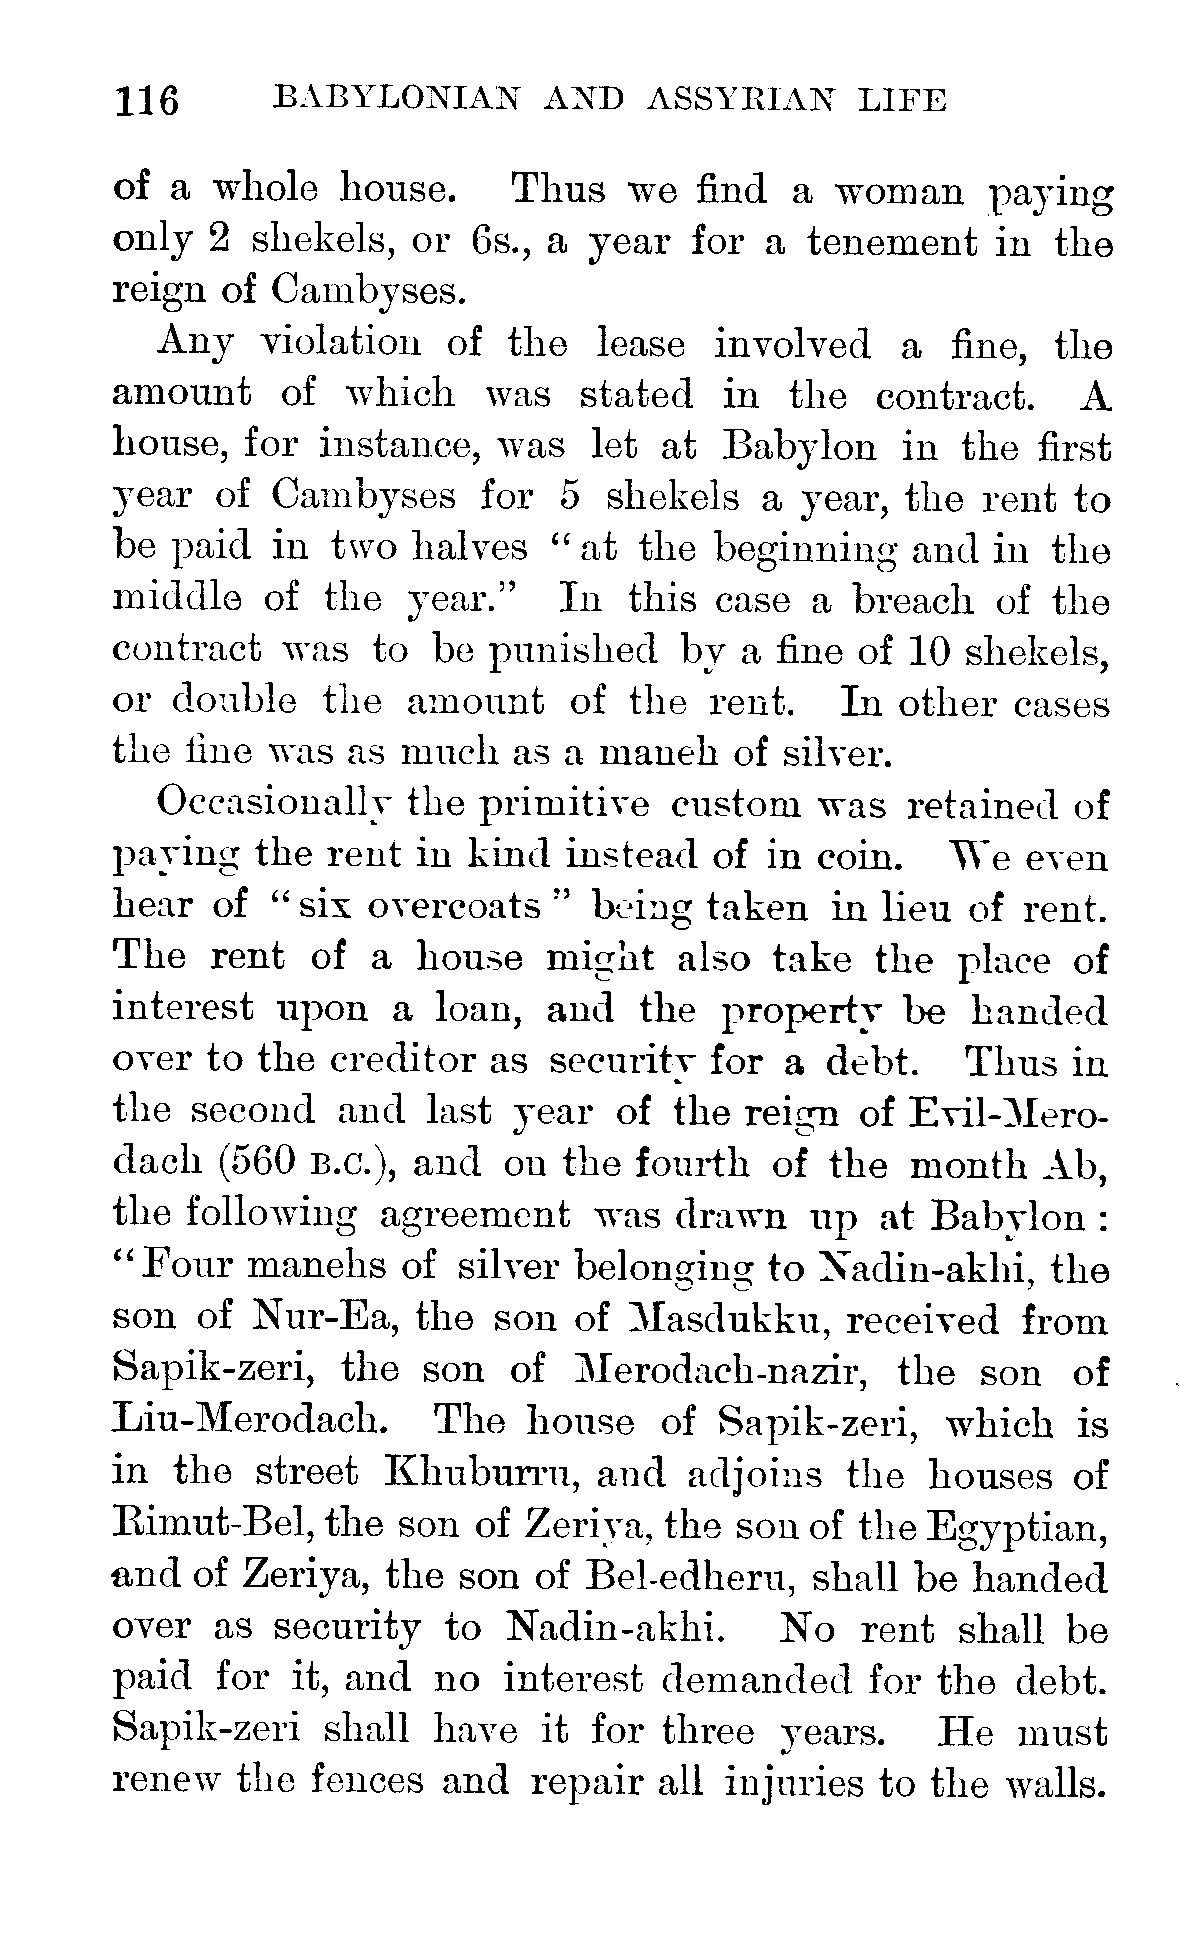 116 BABYLONIAN AND ASSYRIAN LIFE
of a whole house. Thus we find a woman paying
only 2 shekels, or 6s., a year for a tenement in the
reign of Cambyses.
Any violation of the lease involved a fine, the
amount of which was stated in the contract. A
house, for instance, was let at Babylon in the first
year of Cambyses for 5 shekels a year, the rent to
be paid in two halves “at the beginning and in the
middle of the year.” In this case a breach of the
contract was to be punished by a fine of 10 shekels,
or double the amount of the rent. In other cases
the fine was as much as a maneh of silver.
Occasionally the primitive custom was retained of
paying the rent in kind instead of in coin. We even
hear of “six overcoats” being taken in lieu of rent.
The rent of a house might also take the place of
interest upon a loan, and the property be handed
over to the creditor as security for a debt. Thus in
the second and last year of the reign of Evil-Mero-
dach (560 B.C.), and on the fourth of the month Ab,
the following agreement was drawn up at Babylon :
“Four manehs of silver belonging to Nadin-akhi, the
son of Nur-Ea, the son of Masdukku, received from
Sapik-zeri, the son of Merodach-nazir, the son of
Liu-Merodach. The house of Sapik-zeri, which is
in the street Khuburru, and adjoins the houses of
Rimut-Bel, the son of Zeriya, the son of the Egyptian,
and of Zeriya, the son of Bel-edheru, shall be handed
over as security to Nadin-akhi. No rent shall be
paid for it, and no interest demanded for the debt.
Sapik-zeri shall have it for three years. He must
renew the fences and repair all injuries to the walls.